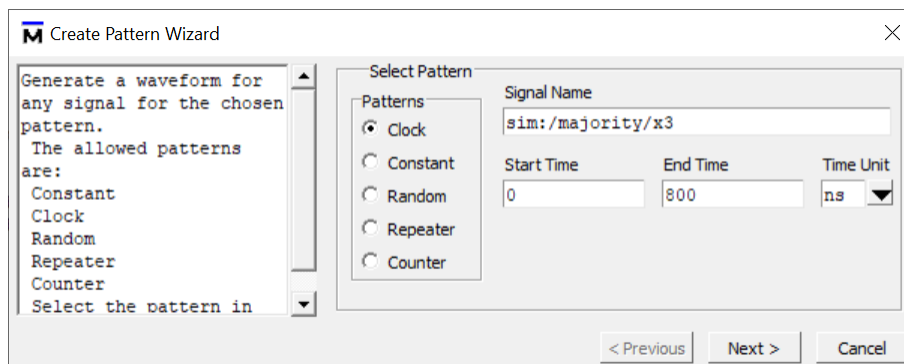 Create Pattern Wizard
Generate a waveform for
any signal for the chosen
pattern.
The allowed patterns
are:
Constant
Clock
Random
Repeater
Counter
Select the pattern in
Select Pattern
Patterns
Clock
Constant
Random
Repeater
Counter
Signal Name
sim:/majority/x3
Start Time End Time Time Unit
0 800 ns
< Previous Next > Cancel